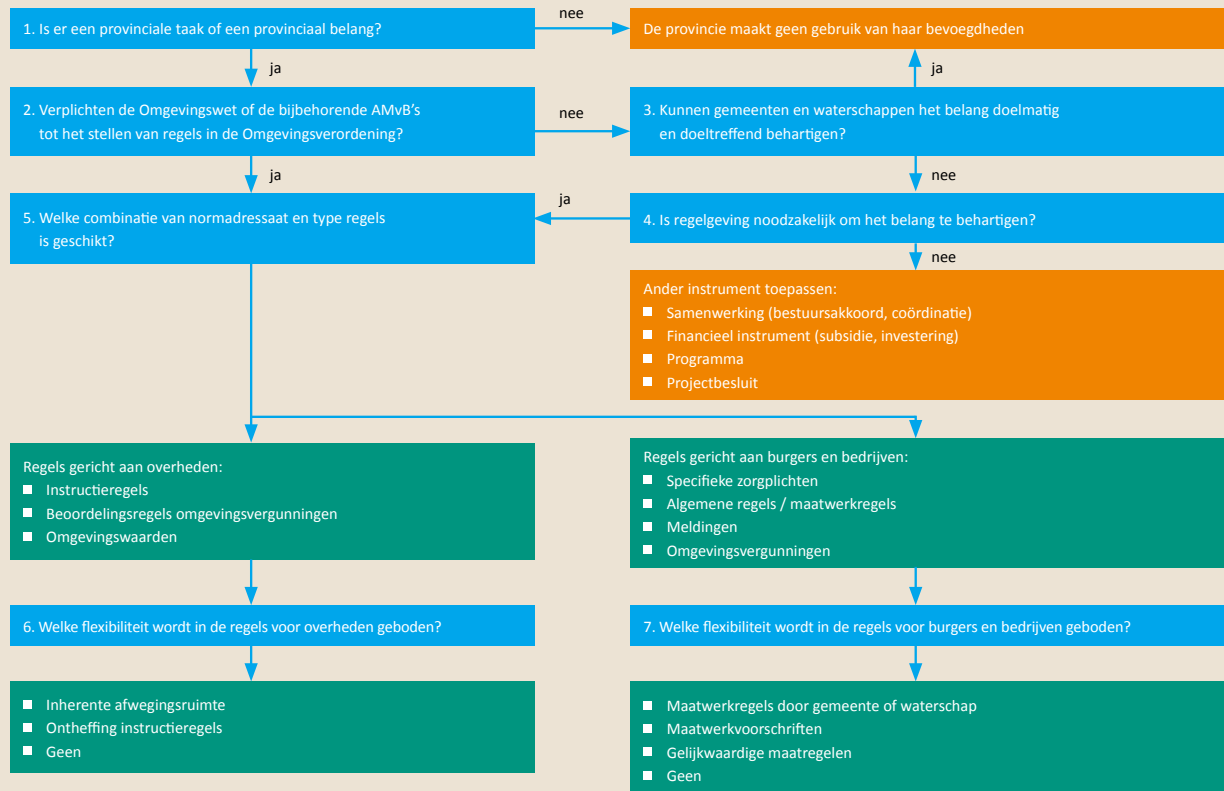 1. Is er een provinciale taak of een provinciaal belang?
nee
De provincie maakt geen gebruik van haar bevoegdheden
ja
ja
2. Verplichten de Omgevingswet of de bijbehorende AMvB’s
tot het stellen van regels in de Omgevingsverordening?
nee
3. Kunnen gemeenten en waterschappen het belang doelmatig
en doeltreffend behartigen?
ja
nee
5. Welke combinatie van normadressaat en type regels
is geschikt?
ja
4. Is regelgeving noodzakelijk om het belang te behartigen?
nee
Ander instrument toepassen:
Samenwerking (bestuursakkoord, coördinatie)
Financieel instrument (subsidie, investering)
Programma
Projectbesluit
Regels gericht aan overheden:
Instructieregels
Beoordelingsregels omgevingsvergunningen
Omgevingswaarden
Regels gericht aan burgers en bedrijven:
Specifieke zorgplichten
Algemene regels / maatwerkregels
Meldingen
Omgevingsvergunningen
6. Welke flexibiliteit wordt in de regels voor overheden geboden?
7. Welke flexibiliteit wordt in de regels voor burgers en bedrijven geboden?
Inherente afwegingsruimte
Ontheffing instructieregels
Geen
Maatwerkregels door gemeente of waterschap
Maatwerkvoorschriften
Gelijkwaardige maatregelen
Geen